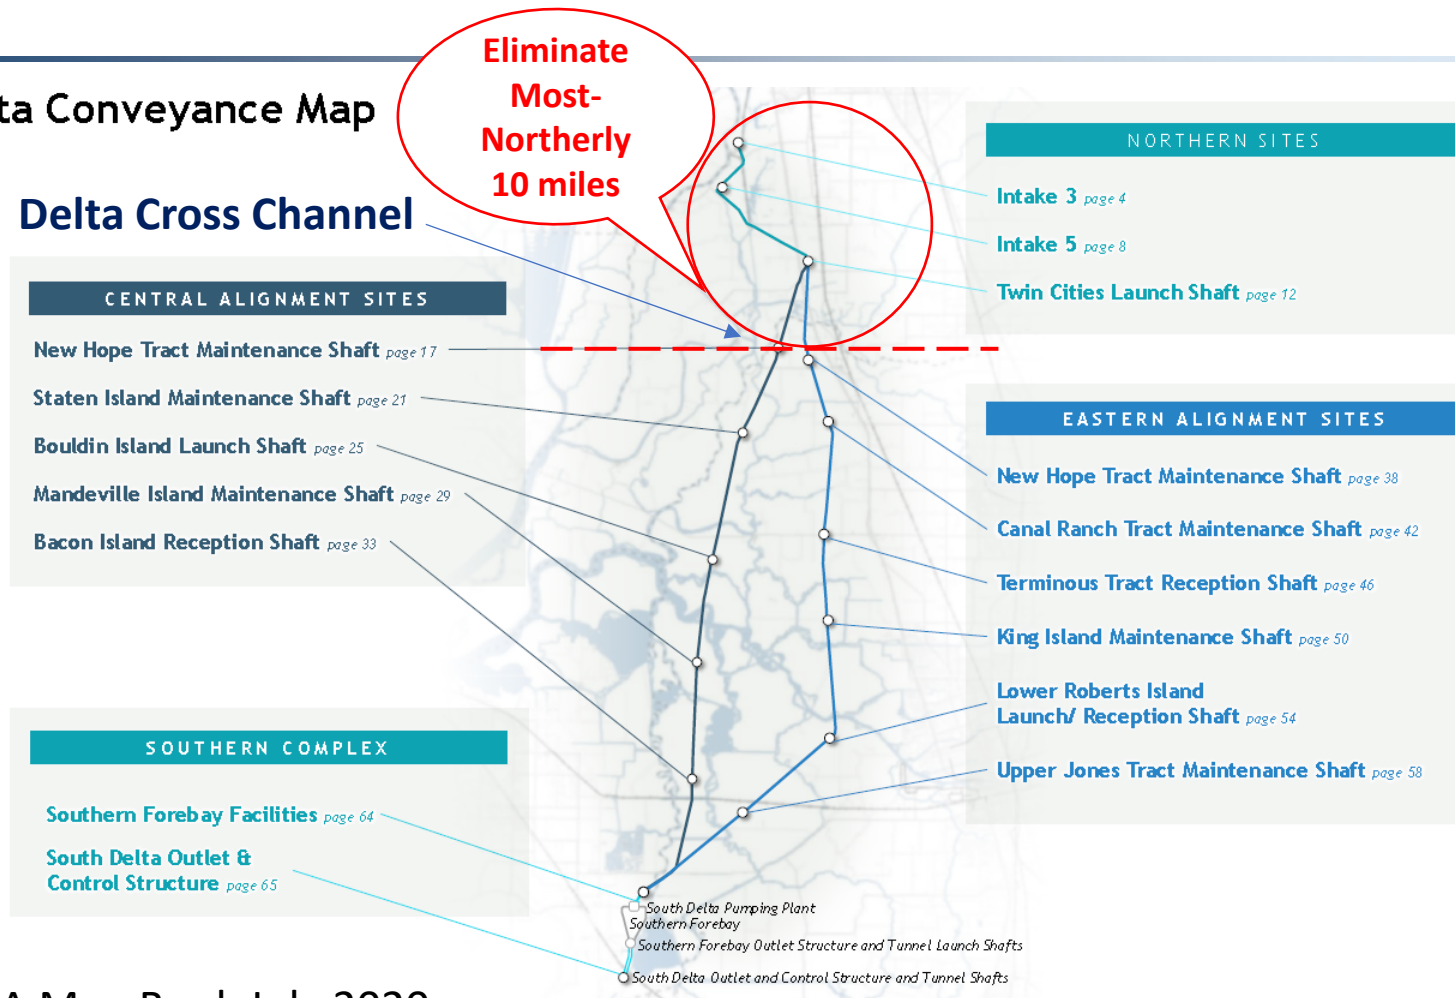 Eliminate
Most-
Northerly
10 miles
ta Conveyance Map
Delta Cross Channel
CENTRAL ALIGNMENT SITES
New Hope Tract Maintenance Shaft page 17
Staten Island Maintenance Shaft page 21
Bouldin Island Launch Shaft page 25
Mandeville Island Maintenance Shaft page 29
Bacon Island Reception Shaft page 33
SOUTHERN COMPLEX
Southern Forebay Facilities page 64
South Delta Outlet &
Control Structure page 65
NORTHERN SITES
Intake 3 page 4
Intake 5 page 8
Twin Cities Launch Shaft page 12
EASTERN ALIGNMENT SITES
New Hope Tract Maintenance Shaft page 38
Canal Ranch Tract Maintenance Shaft page 42
Terminous Tract Reception Shaft page 46
King Island Maintenance Shaft page 50
Lower Roberts Island
Launch/ Reception Shaft page 54
Upper Jones Tract Maintenance Shaft page 58
South Delta Pumping Plant
Southern Forebay
Southern Forebay Outlet Structure and Tunnel Launch Shafts
South Delta Outlet and Control Structure and Tunnel Shafts